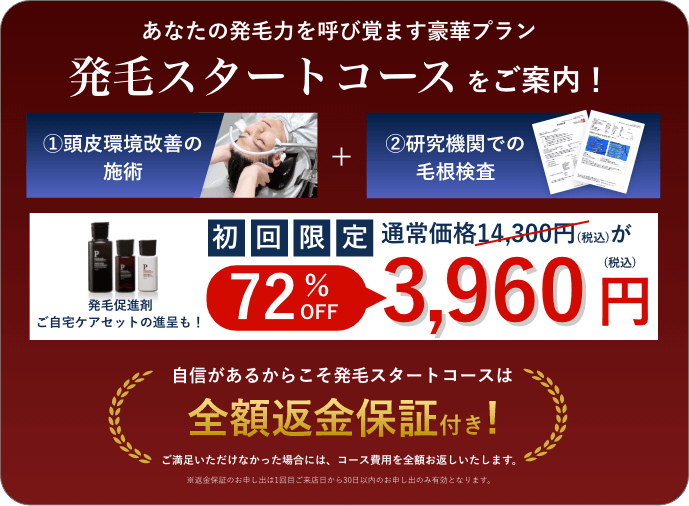 あなたの発毛力を呼び覚ます豪華プラン
発毛スタートコースをご案内！
①頭皮環境改善の
施術
＋
②研究機関での
毛根検査
初回限定
通常価格14,300円(税込)が
72%OFF
3,960円(税込)
P
P
P
発毛促進剤
ご自宅ケアセットの進呈も！
自信があるからこそ発毛スタートコースは
全額返金保証付き！
ご満足いただけなかった場合には、コース費用を全額お返しいたします。
※返金保証のお申し出は1回目ご来店日から30日以内のお申し出のみ有効となります。